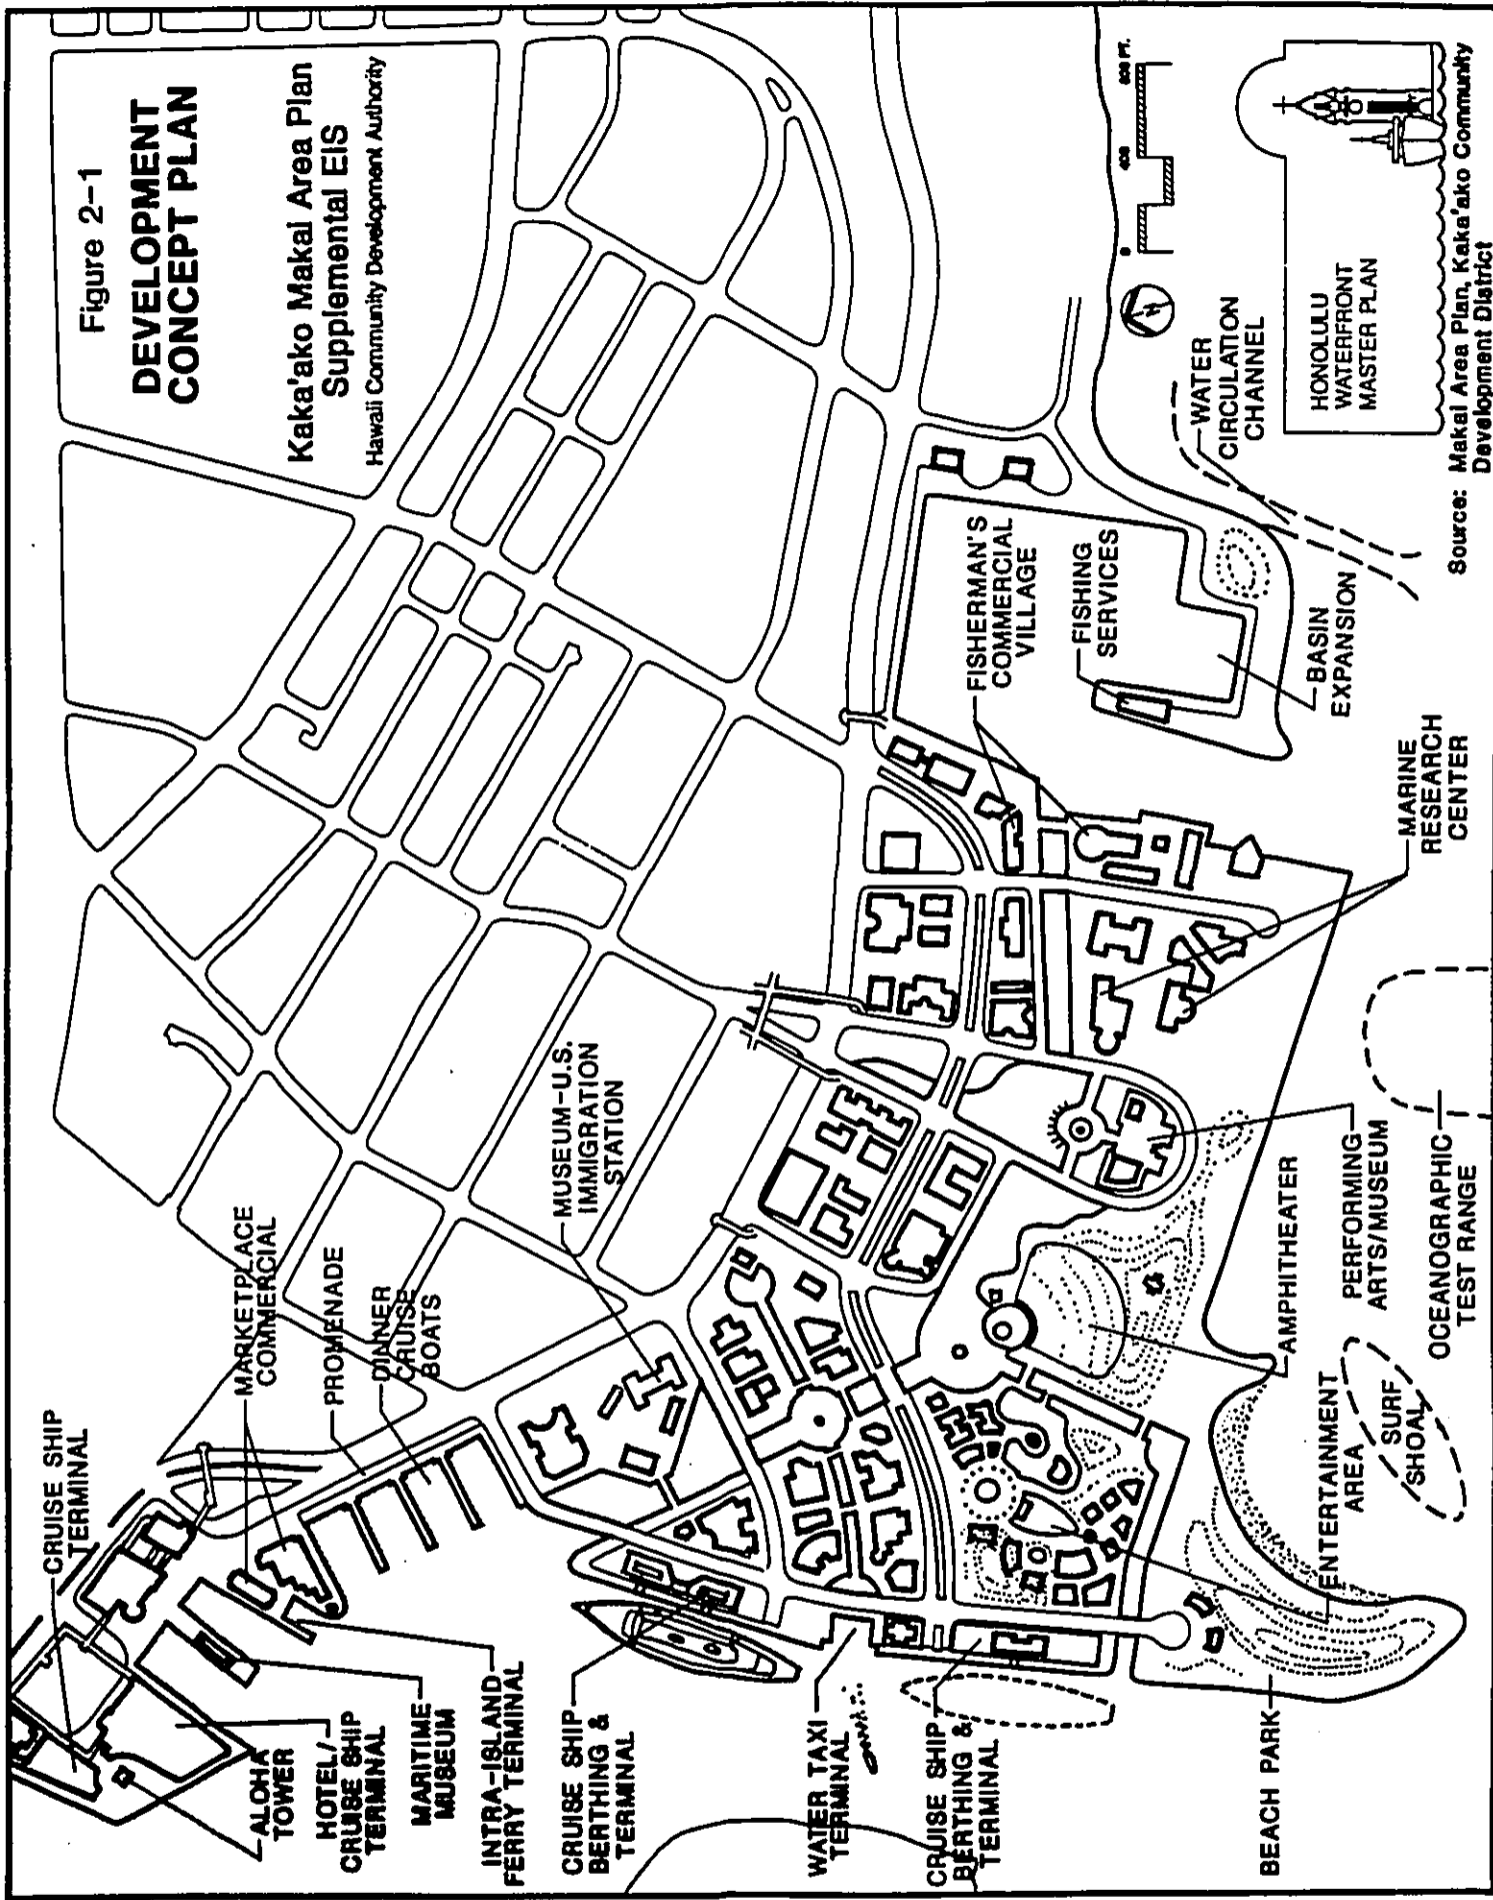 Figure 2-1
DEVELOPMENT
CONCEPT PLAN
Kaka'ako Makai Area Plan
Supplemental EIS
Hawaii Community Development Authority
CRUISE SHIP
TERMINAL
MARKETPLACE
COMMERCIAL
PROMENADE
DINNER
CRUISE
BOATS
MUSEUM-U.S.
IMMIGRATION
STATION
ALOHA
TOWER
HOTEL/
CRUISE SHIP
TERMINAL
MARITIME
MUSEUM
INTRA-ISLAND
FERRY TERMINAL
CRUISE SHIP
BERTHING &
TERMINAL
WATER TAXI
TERMINAL
CRUISE SHIP
BERTHING &
TERMINAL
BEACH PARK
ENTERTAINMENT
AREA
SURF
SHOAL
AMPHITHEATER
PERFORMING
ARTS/MUSEUM
OCEANOGRAPHIC
TEST RANGE
MARINE
RESEARCH
CENTER
FISHERMAN'S
COMMERCIAL
VILLAGE
FISHING
SERVICES
BASIN
EXPANSION
WATER
CIRCULATION
CHANNEL
0 400 800 FT.
HONOLULU
WATERFRONT
MASTER PLAN
Source: Makai Area Plan, Kaka'ako Community
Development District